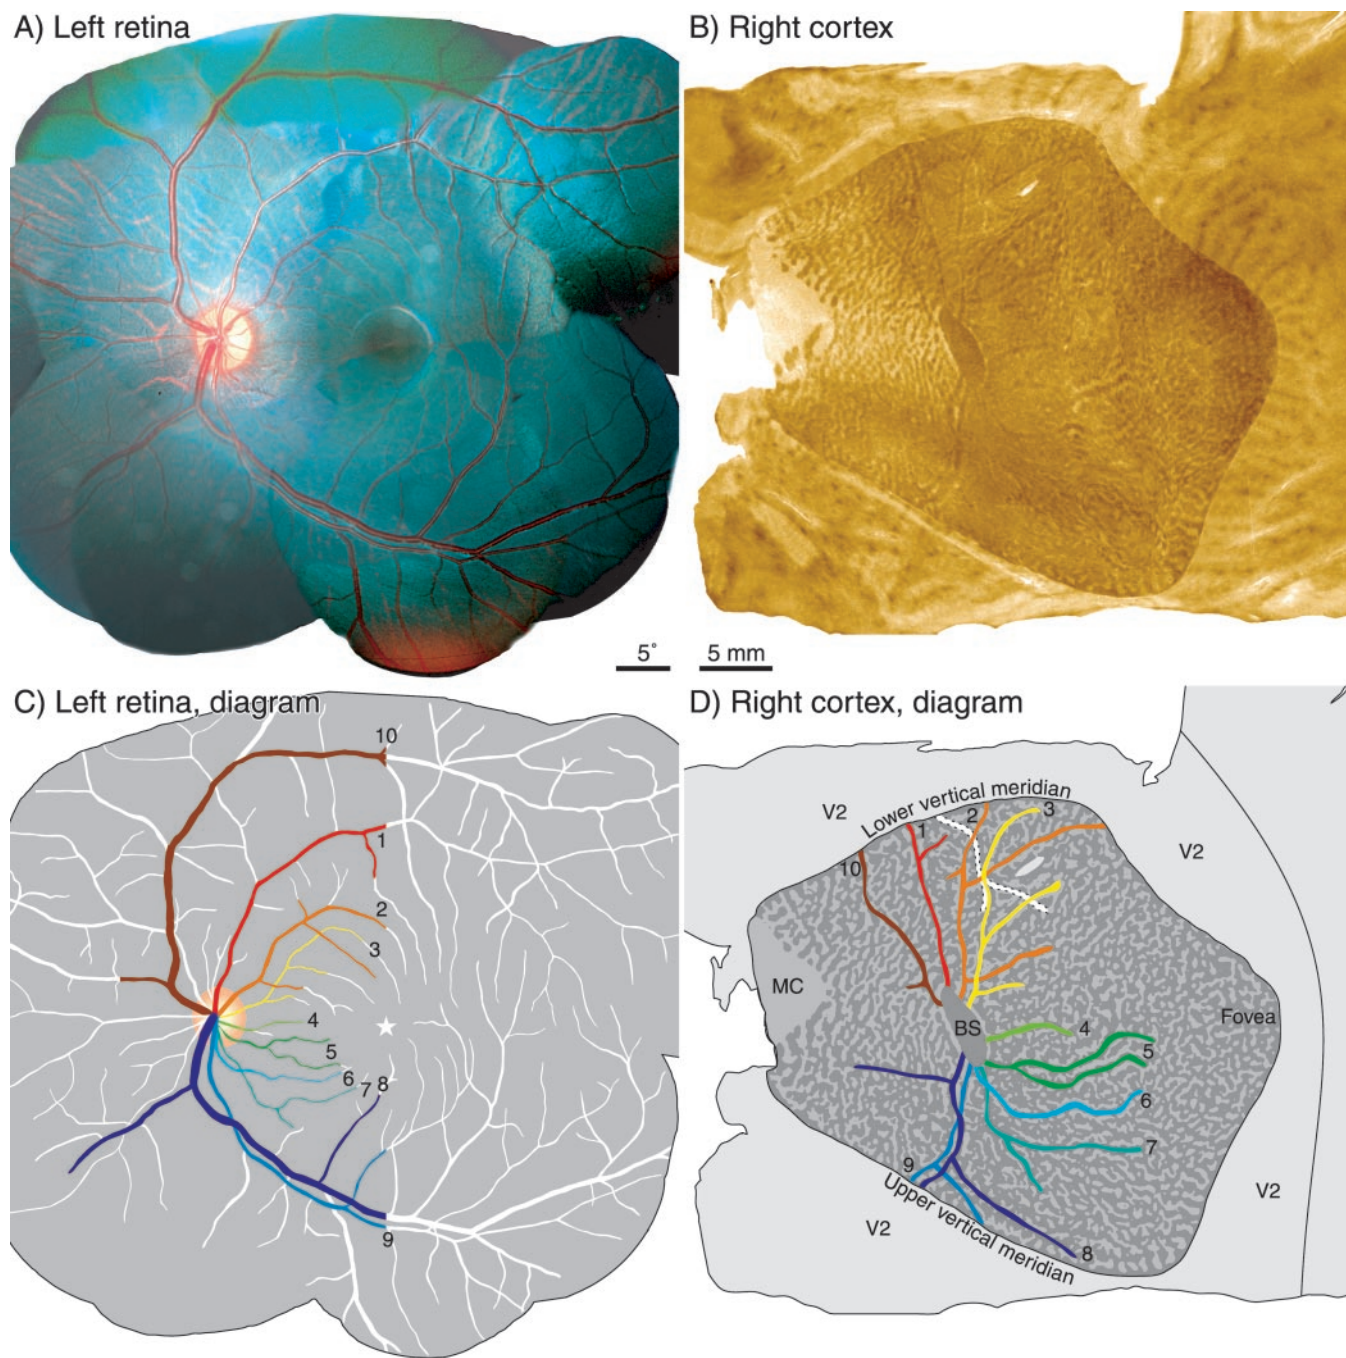 A) Left retina
B) Right cortex
5°
5 mm
C) Left retina, diagram
D) Right cortex, diagram
10
1
2
3
4
5
6
7
8
9
V2
Lower vertical meridian
1
2
3
10
V2
MC
BS
Fovea
4
5
6
7
9
Upper vertical meridian
V2
V2
8